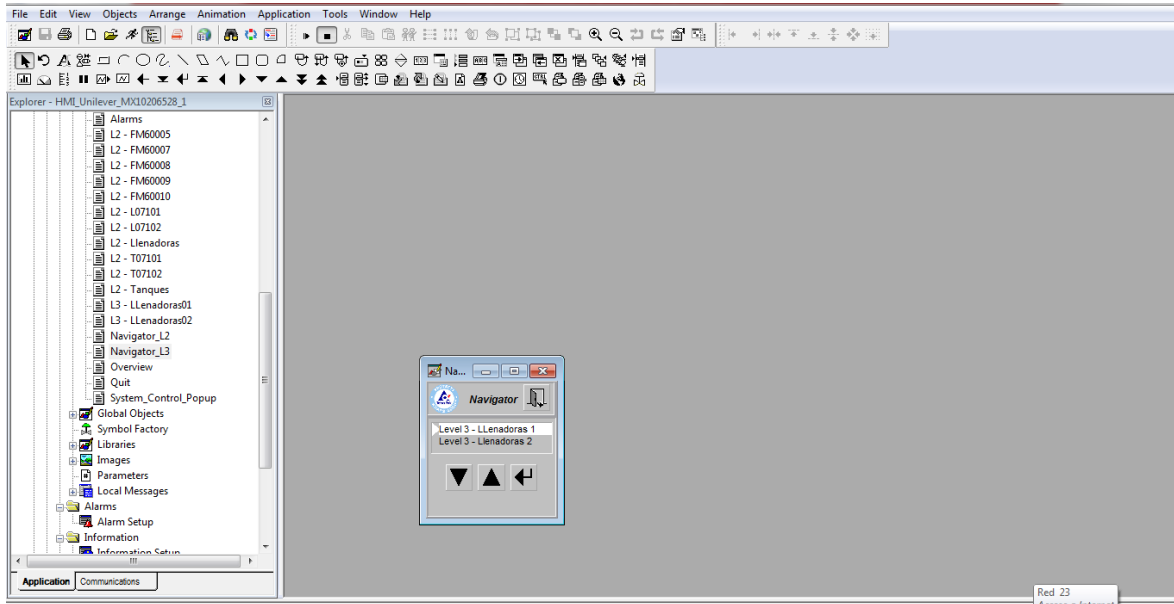 File Edit View Objects Arrange Animation Application Tools Window Help
Explorer - HMI_Unilever_MX10206528_1
Alarms
L2 - FM60005
L2 - FM60007
L2 - FM60008
L2 - FM60009
L2 - FM60010
L2 - L07101
L2 - L07102
L2 - Llenadoras
L2 - T07101
L2 - T07102
L2 - Tanques
L3 - LLenadoras01
L3 - LLenadoras02
Navigator_L2
Navigator_L3
Overview
Quit
System_Control_Popup
Global Objects
Symbol Factory
Libraries
Images
Parameters
Local Messages
Alarms
Alarm Setup
Information
Information Setup
Application Communications
Na...
Navigator
Level 3 - LLenadoras 1
Level 3 - Llenadoras 2
Red 23